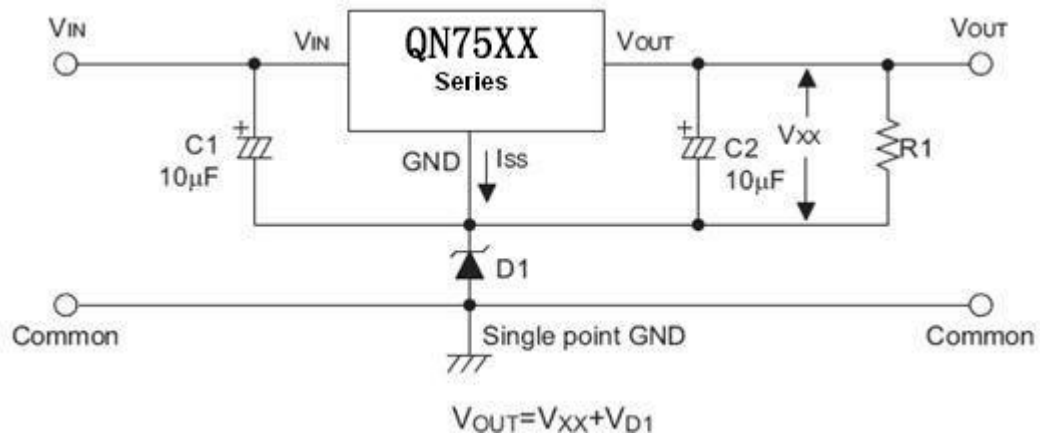 VIN
VIN
QN75XX
Series
VOUT
VOUT
+
C1
10µF
GND
ISS
+
C2
10µF
VXX
R1
D1
Common
Single point GND
Common
VOUT=VXX+VD1